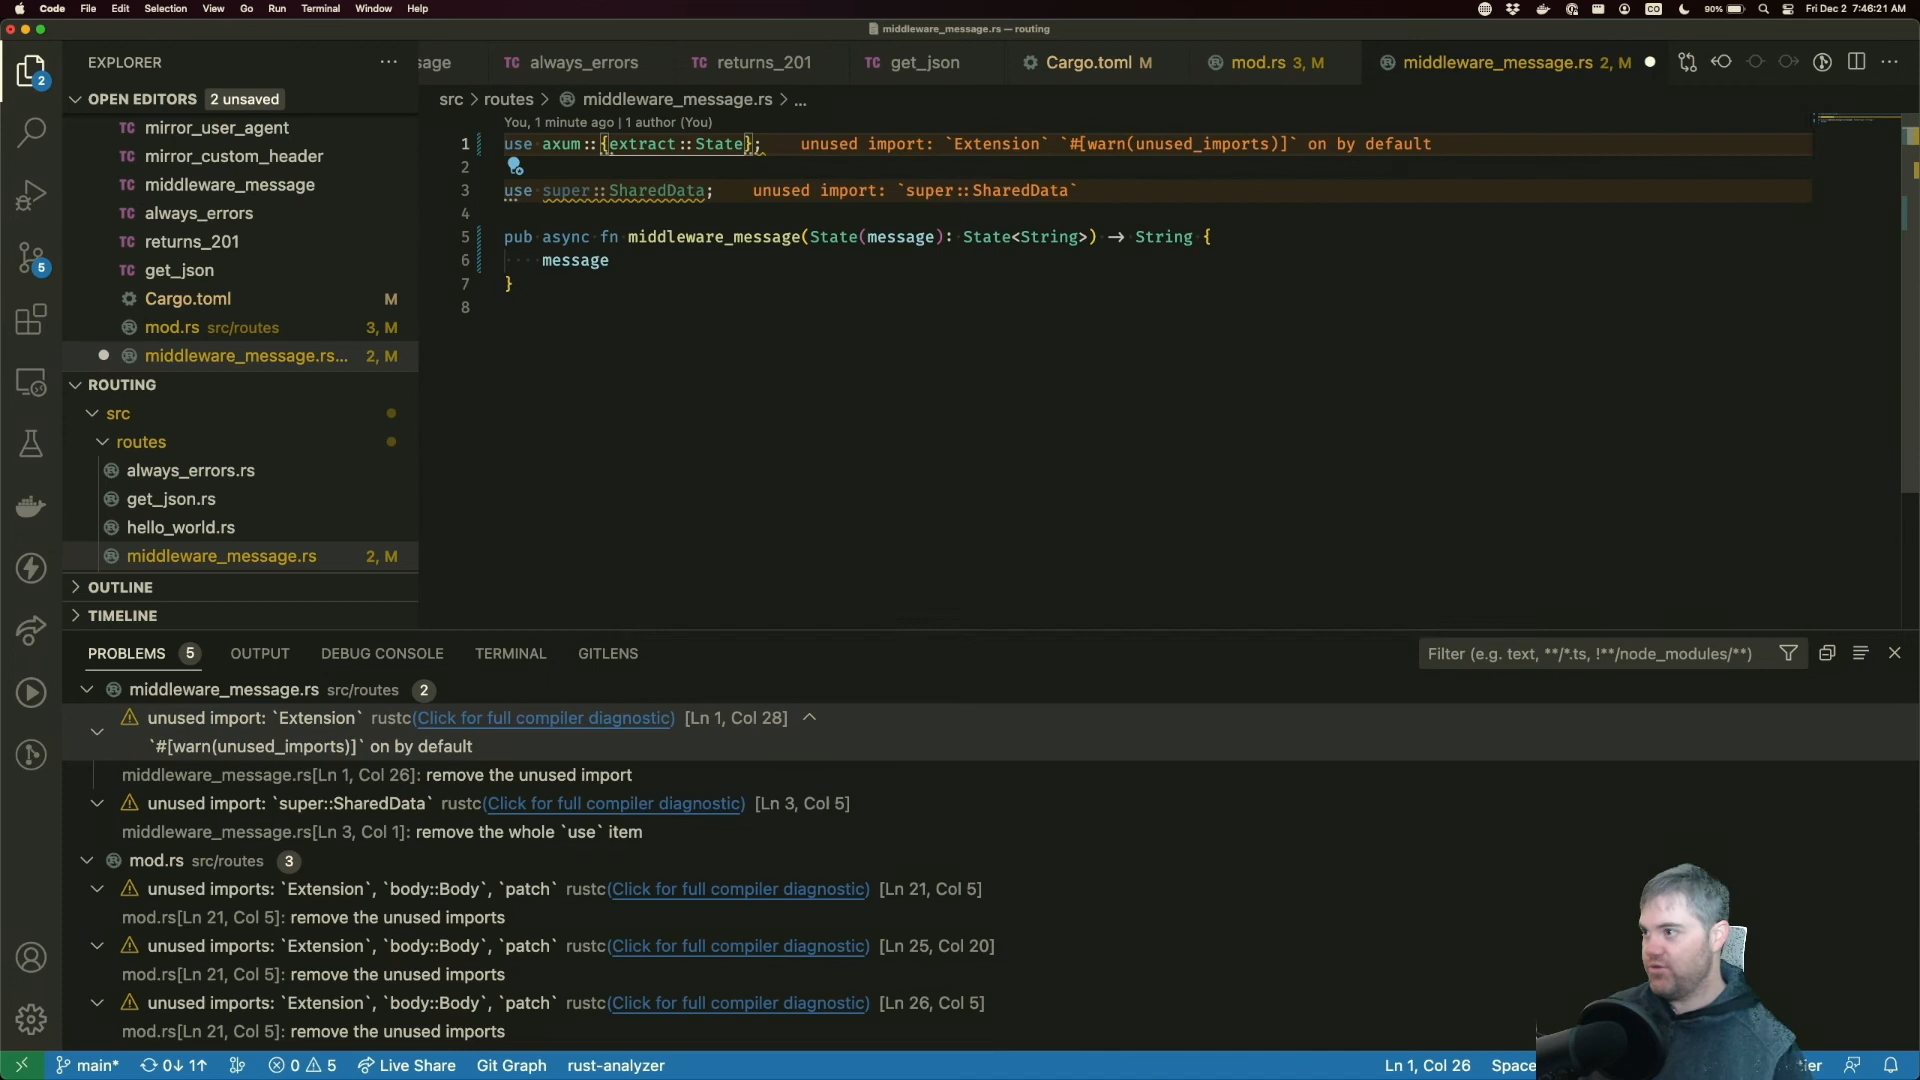 Code File Edit Selection View Go Run Terminal Window Help
CO 90% Fri Dec 2 7:46:21 AM
middleware_message.rs — routing
EXPLORER
sage
TC always_errors
TC returns_201
TC get_json
Cargo.toml M
mod.rs 3, M
middleware_message.rs 2, M
2
OPEN EDITORS 2 unsaved
src > routes > middleware_message.rs > ...
TC mirror_user_agent
TC mirror_custom_header
TC middleware_message
TC always_errors
TC returns_201
5
TC get_json
Cargo.toml M
mod.rs src/routes 3, M
middleware_message.rs... 2, M
ROUTING
src
routes
always_errors.rs
get_json.rs
hello_world.rs
middleware_message.rs 2, M
OUTLINE
TIMELINE
You, 1 minute ago | 1 author (You)
1 use axum::{extract::State}; unused import: `Extension` `#[warn(unused_imports)]` on by default
2
3 use super::SharedData; unused import: `super::SharedData`
4
5 pub async fn middleware_message(State(message): State<String>) → String {
6 ····message
7 }
8
PROBLEMS 5 OUTPUT DEBUG CONSOLE TERMINAL GITLENS
Filter (e.g. text, **/*.ts, !**/node_modules/**)
middleware_message.rs src/routes 2
unused import: `Extension` rustc(Click for full compiler diagnostic) [Ln 1, Col 28]
`#[warn(unused_imports)]` on by default
middleware_message.rs[Ln 1, Col 26]: remove the unused import
unused import: `super::SharedData` rustc(Click for full compiler diagnostic) [Ln 3, Col 5]
middleware_message.rs[Ln 3, Col 1]: remove the whole `use` item
mod.rs src/routes 3
unused imports: `Extension`, `body::Body`, `patch` rustc(Click for full compiler diagnostic) [Ln 21, Col 5]
mod.rs[Ln 21, Col 5]: remove the unused imports
unused imports: `Extension`, `body::Body`, `patch` rustc(Click for full compiler diagnostic) [Ln 25, Col 20]
mod.rs[Ln 21, Col 5]: remove the unused imports
unused imports: `Extension`, `body::Body`, `patch` rustc(Click for full compiler diagnostic) [Ln 26, Col 5]
mod.rs[Ln 21, Col 5]: remove the unused imports
main* 0↓ 1↑ 0 5 Live Share Git Graph rust-analyzer
Ln 1, Col 26 Space